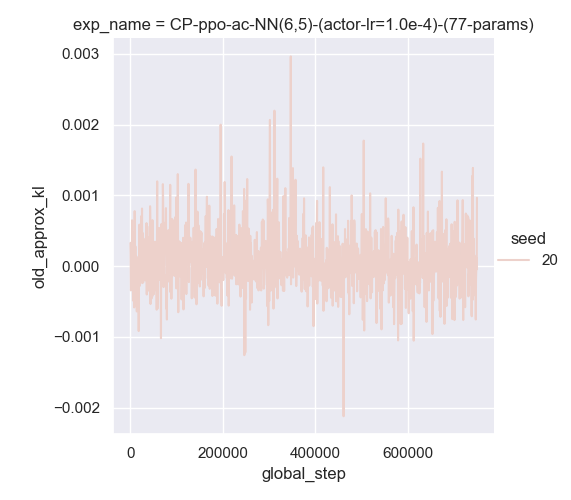 exp_name = CP-ppo-ac-NN(6,5)-(actor-lr=1.0e-4)-(77-params)
0.003
0.002
0.001
0.000
−0.001
−0.002
old_approx_kl
0
200000
400000
600000
global_step
seed
20